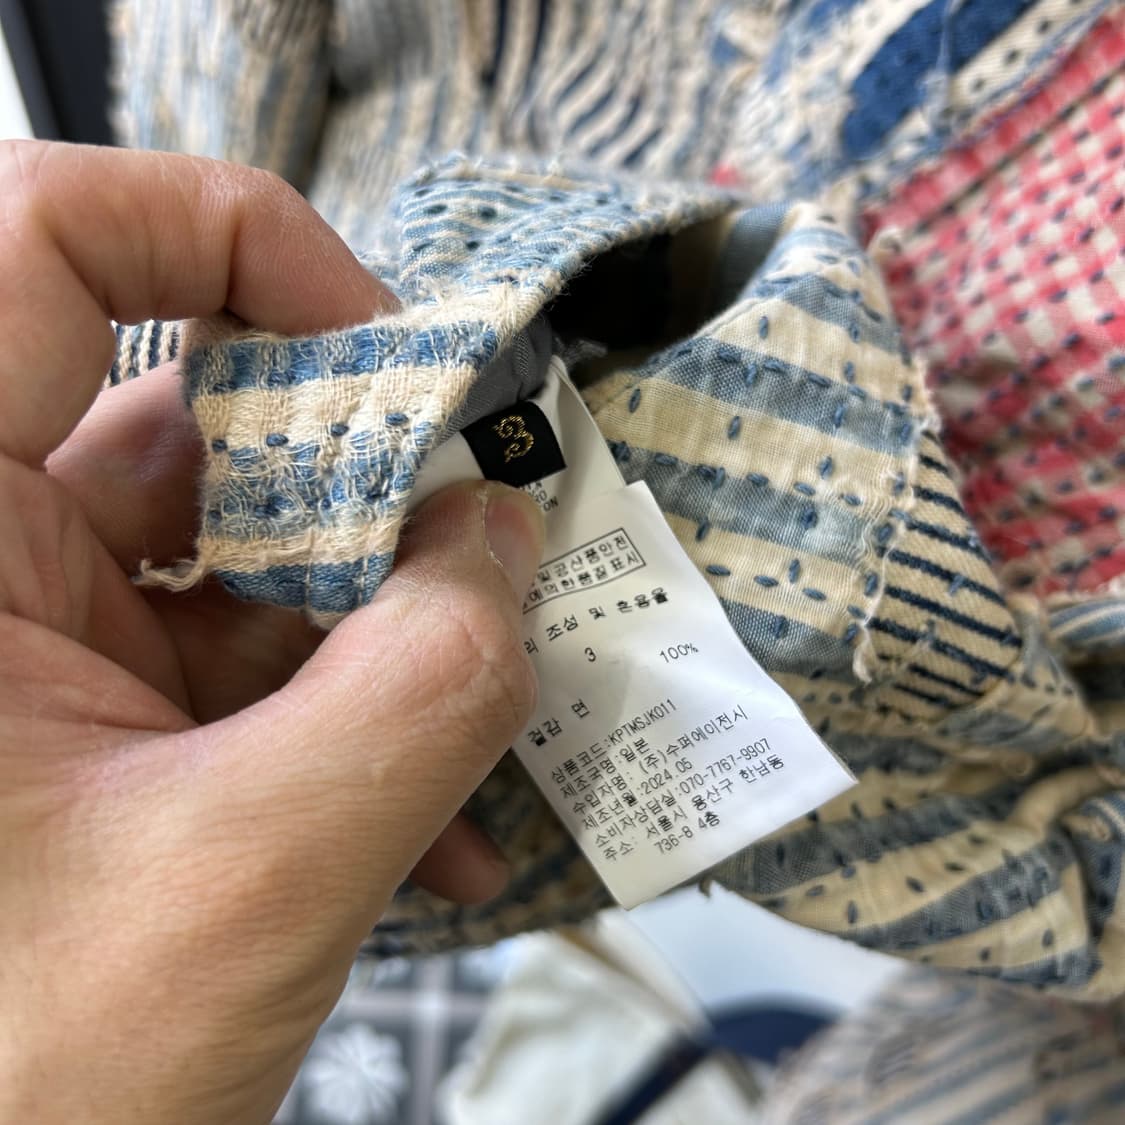 3
품안전
품질표시
조성 및 혼용율
3 100%
겉감 면
상품코드:KPTMSJK011
제조국명:일본
수입자명: (주)수퍼에이전시
제조년월:2024.05
소비자상담실:070-7767-9907
주소: 서울시 용산구 한남동
736-8 4층